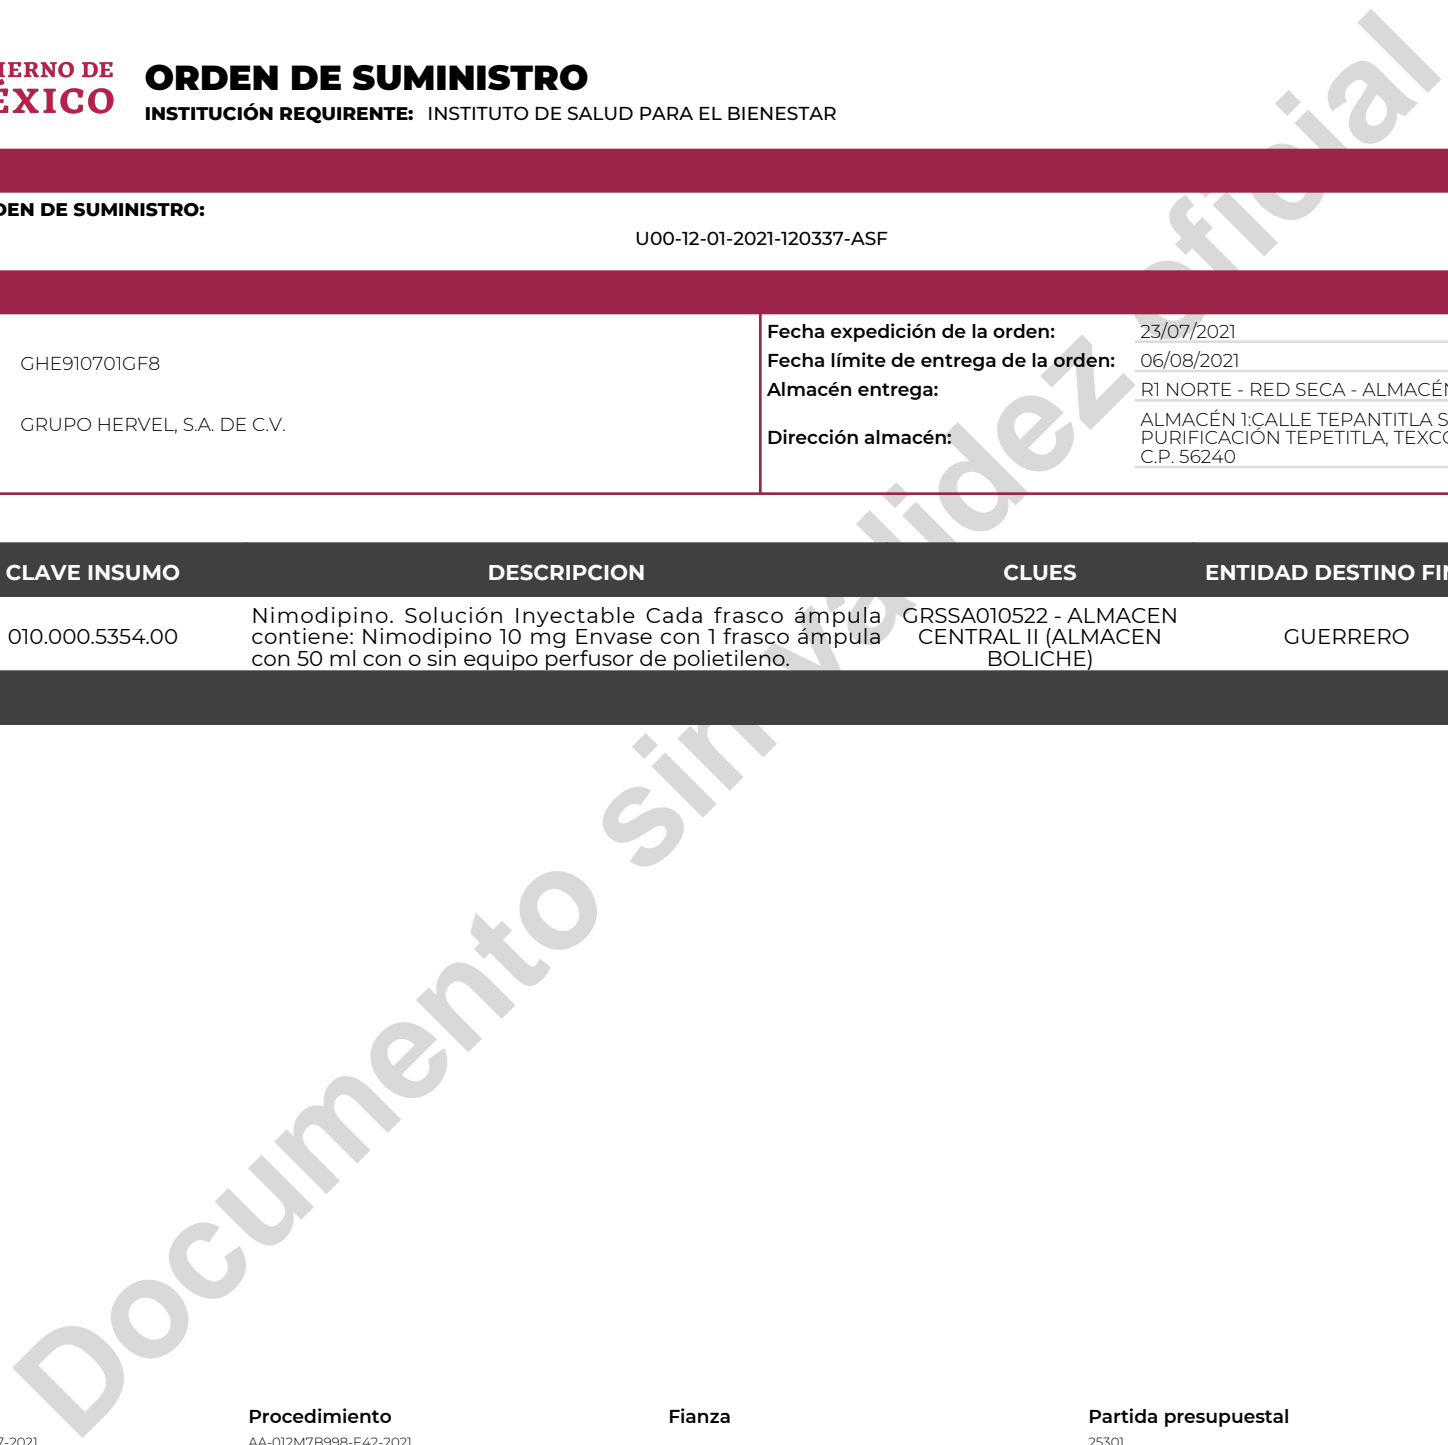 DE
ORDEN DE SUMINISTRO
INSTITUCIÓN REQUIRENTE: INSTITUTO DE SALUD PARA EL BIENESTAR
DE SUMINISTRO:
U00-12-01-2021-120337-ASF
GHE910701GF8
GRUPO HERVEL, S.A. DE C.V.
Fecha expedición de la orden: 23/07/2021
Fecha límite de entrega de la orden: 06/08/2021
Almacén entrega: R1 NORTE - RED SECA - ALMACÉN
Dirección almacén: ALMACÉN 1:CALLE TEPANTITLA
PURIFICACIÓN TEPETITLA,
C.P. 56240
CLAVE INSUMO DESCRIPCION CLUES ENTIDAD DESTINO
010.000.5354.00
Nimodipino. Solución Inyectable Cada frasco ámpula
contiene: Nimodipino 10 mg Envase con 1 frasco ámpula
con 50 ml con o sin equipo perfusor de polietileno.
GRSSA010522 - ALMACEN
CENTRAL II (ALMACEN
BOLICHE)
GUERRERO
Documento sin validez oficial
Procedimiento Fianza Partida presupuestal
AA-012M7B998-E42-2021 25301